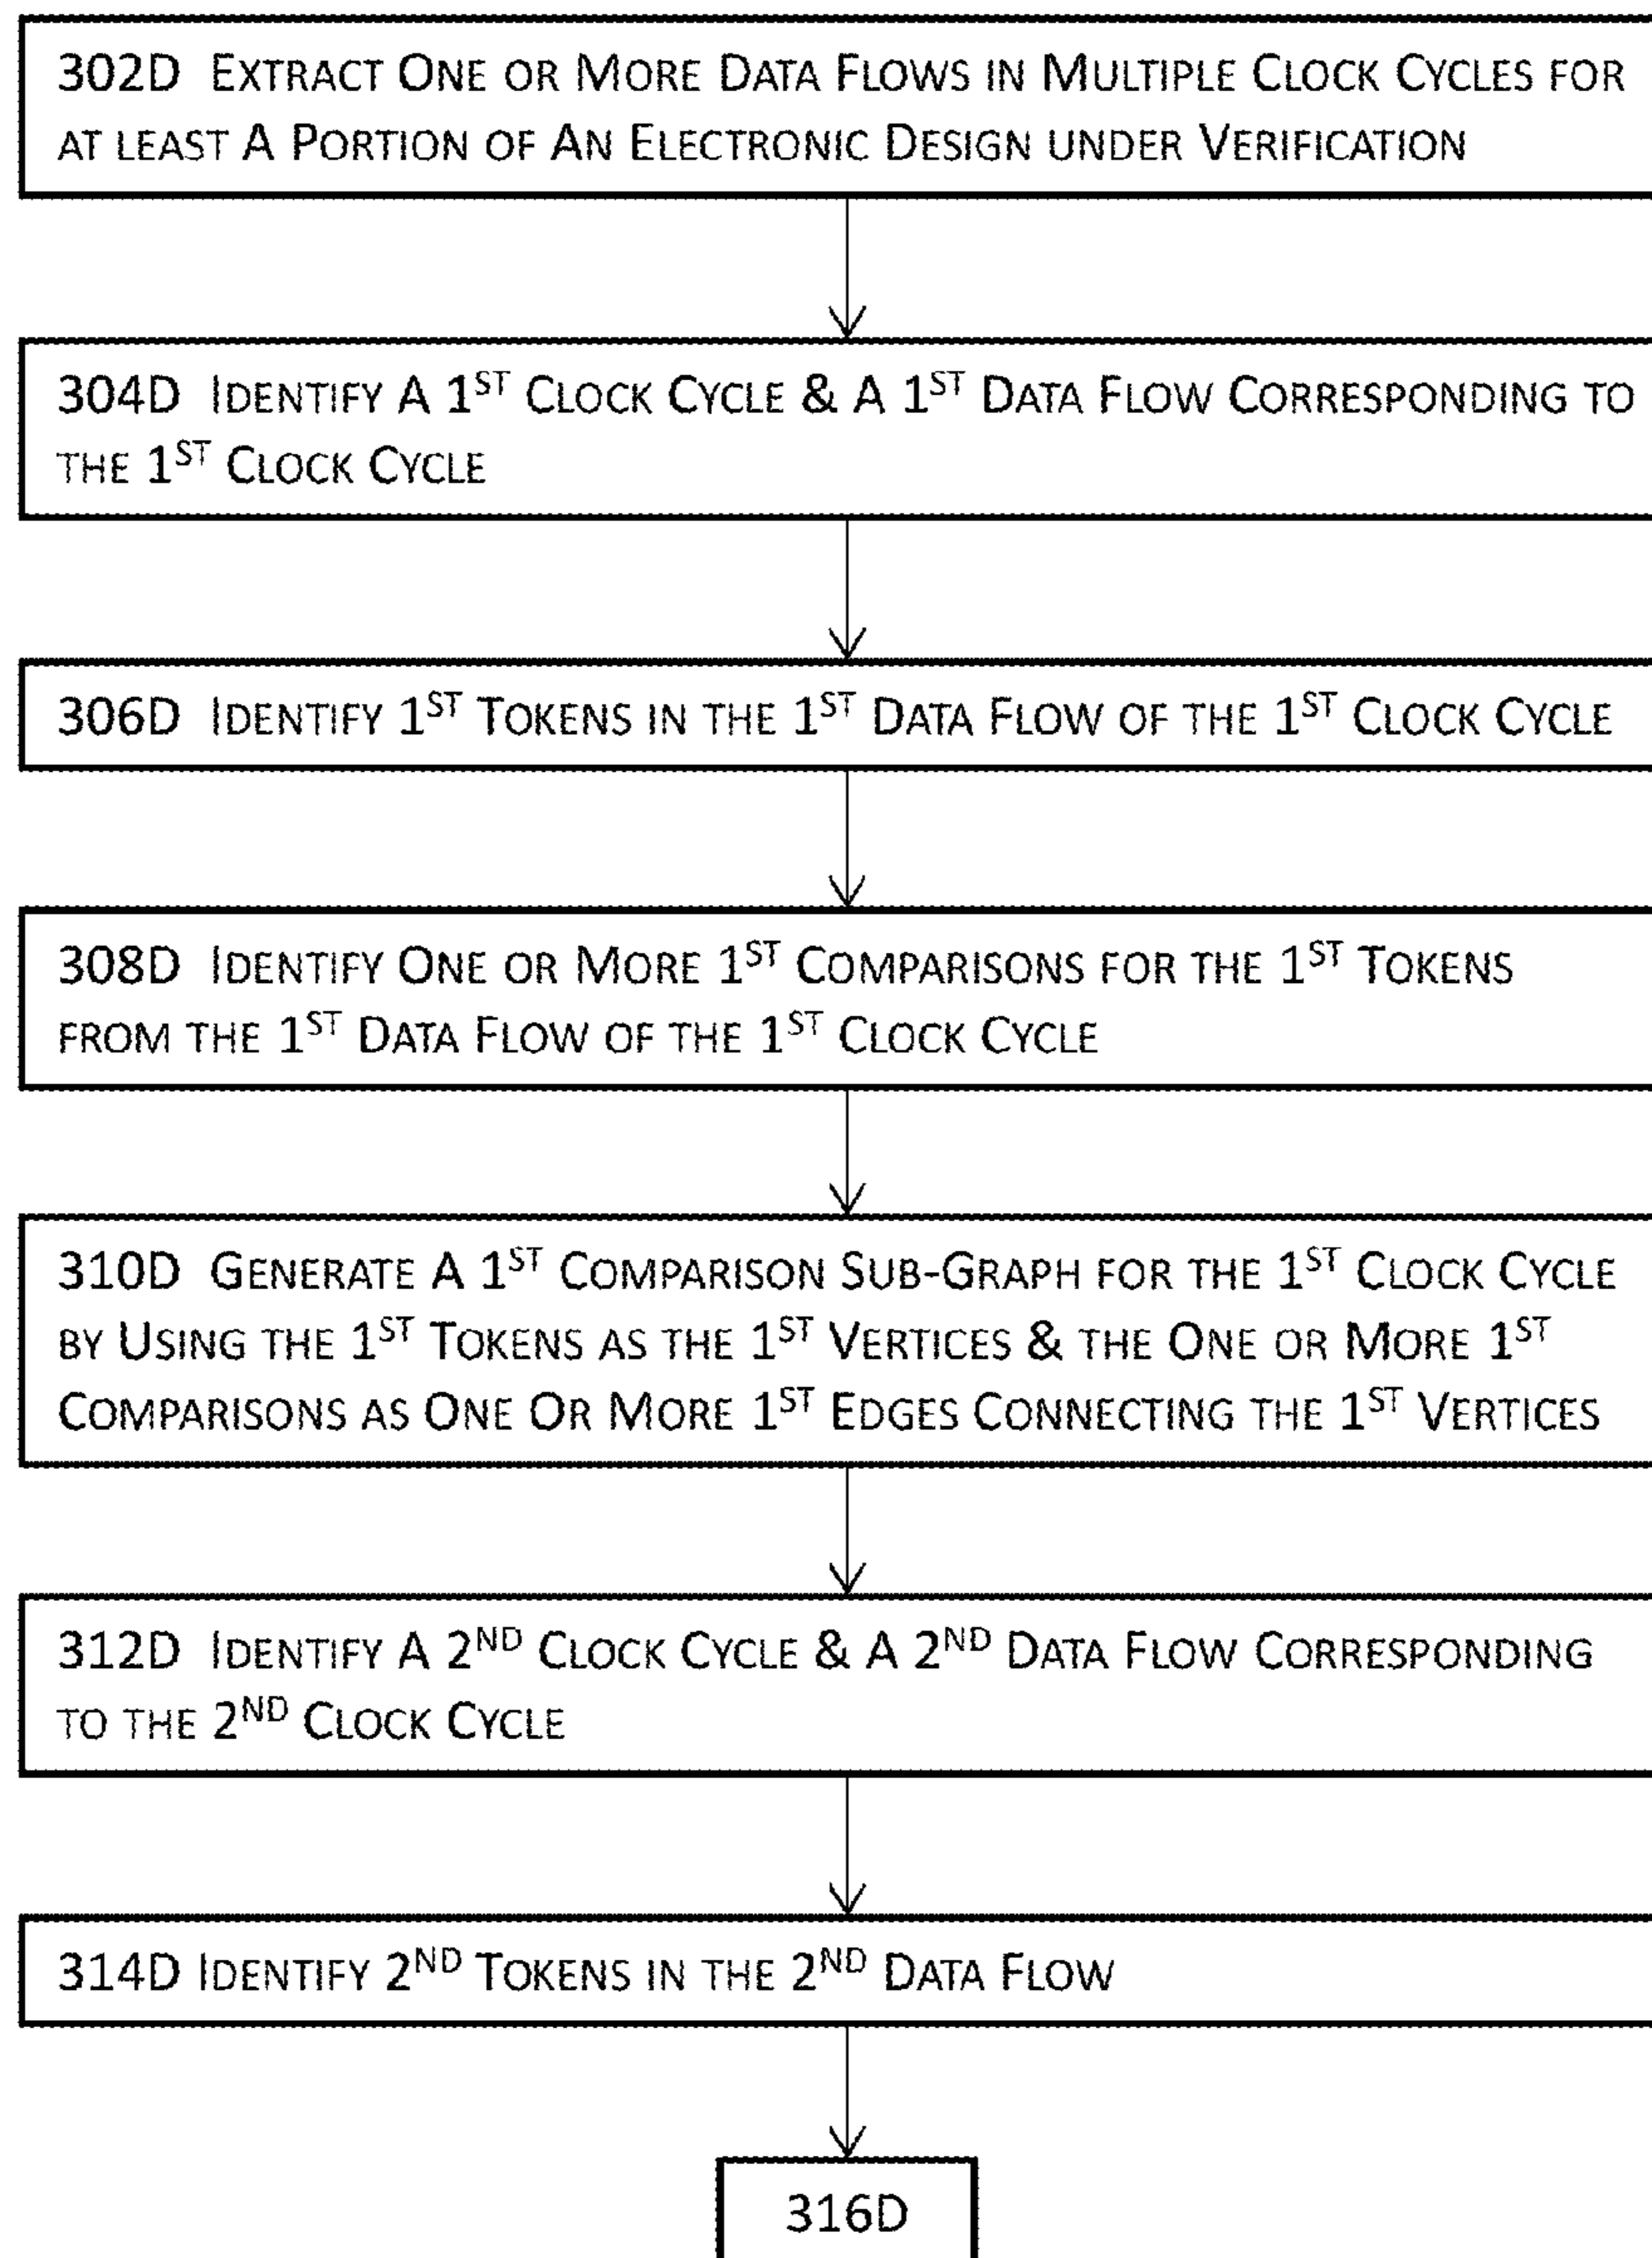 302D EXTRACT ONE OR MORE DATA FLOWS IN MULTIPLE CLOCK CYCLES FOR
AT LEAST A PORTION OF AN ELECTRONIC DESIGN UNDER VERIFICATION
304D IDENTIFY A 1ST CLOCK CYCLE & A 1ST DATA FLOW CORRESPONDING TO
THE 1ST CLOCK CYCLE
306D IDENTIFY 1ST TOKENS IN THE 1ST DATA FLOW OF THE 1ST CLOCK CYCLE
308D IDENTIFY ONE OR MORE 1ST COMPARISONS FOR THE 1ST TOKENS
FROM THE 1ST DATA FLOW OF THE 1ST CLOCK CYCLE
310D GENERATE A 1ST COMPARISON SUB-GRAPH FOR THE 1ST CLOCK CYCLE
BY USING THE 1ST TOKENS AS THE 1ST VERTICES & THE ONE OR MORE 1ST
COMPARISONS AS ONE OR MORE 1ST EDGES CONNECTING THE 1ST VERTICES
312D IDENTIFY A 2ND CLOCK CYCLE & A 2ND DATA FLOW CORRESPONDING
TO THE 2ND CLOCK CYCLE
314D IDENTIFY 2ND TOKENS IN THE 2ND DATA FLOW
316D